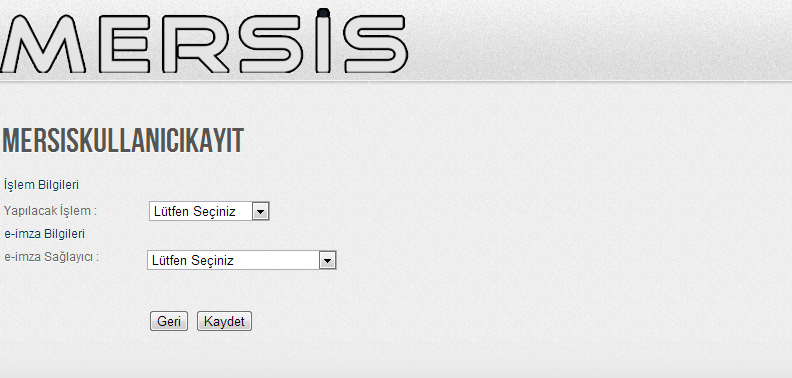 MERSİS
MERSISKULLANICIKAYIT
İşlem Bilgileri
Yapılacak İşlem : Lütfen Seçiniz
e-imza Bilgileri
e-imza Sağlayıcı : Lütfen Seçiniz
Geri Kaydet